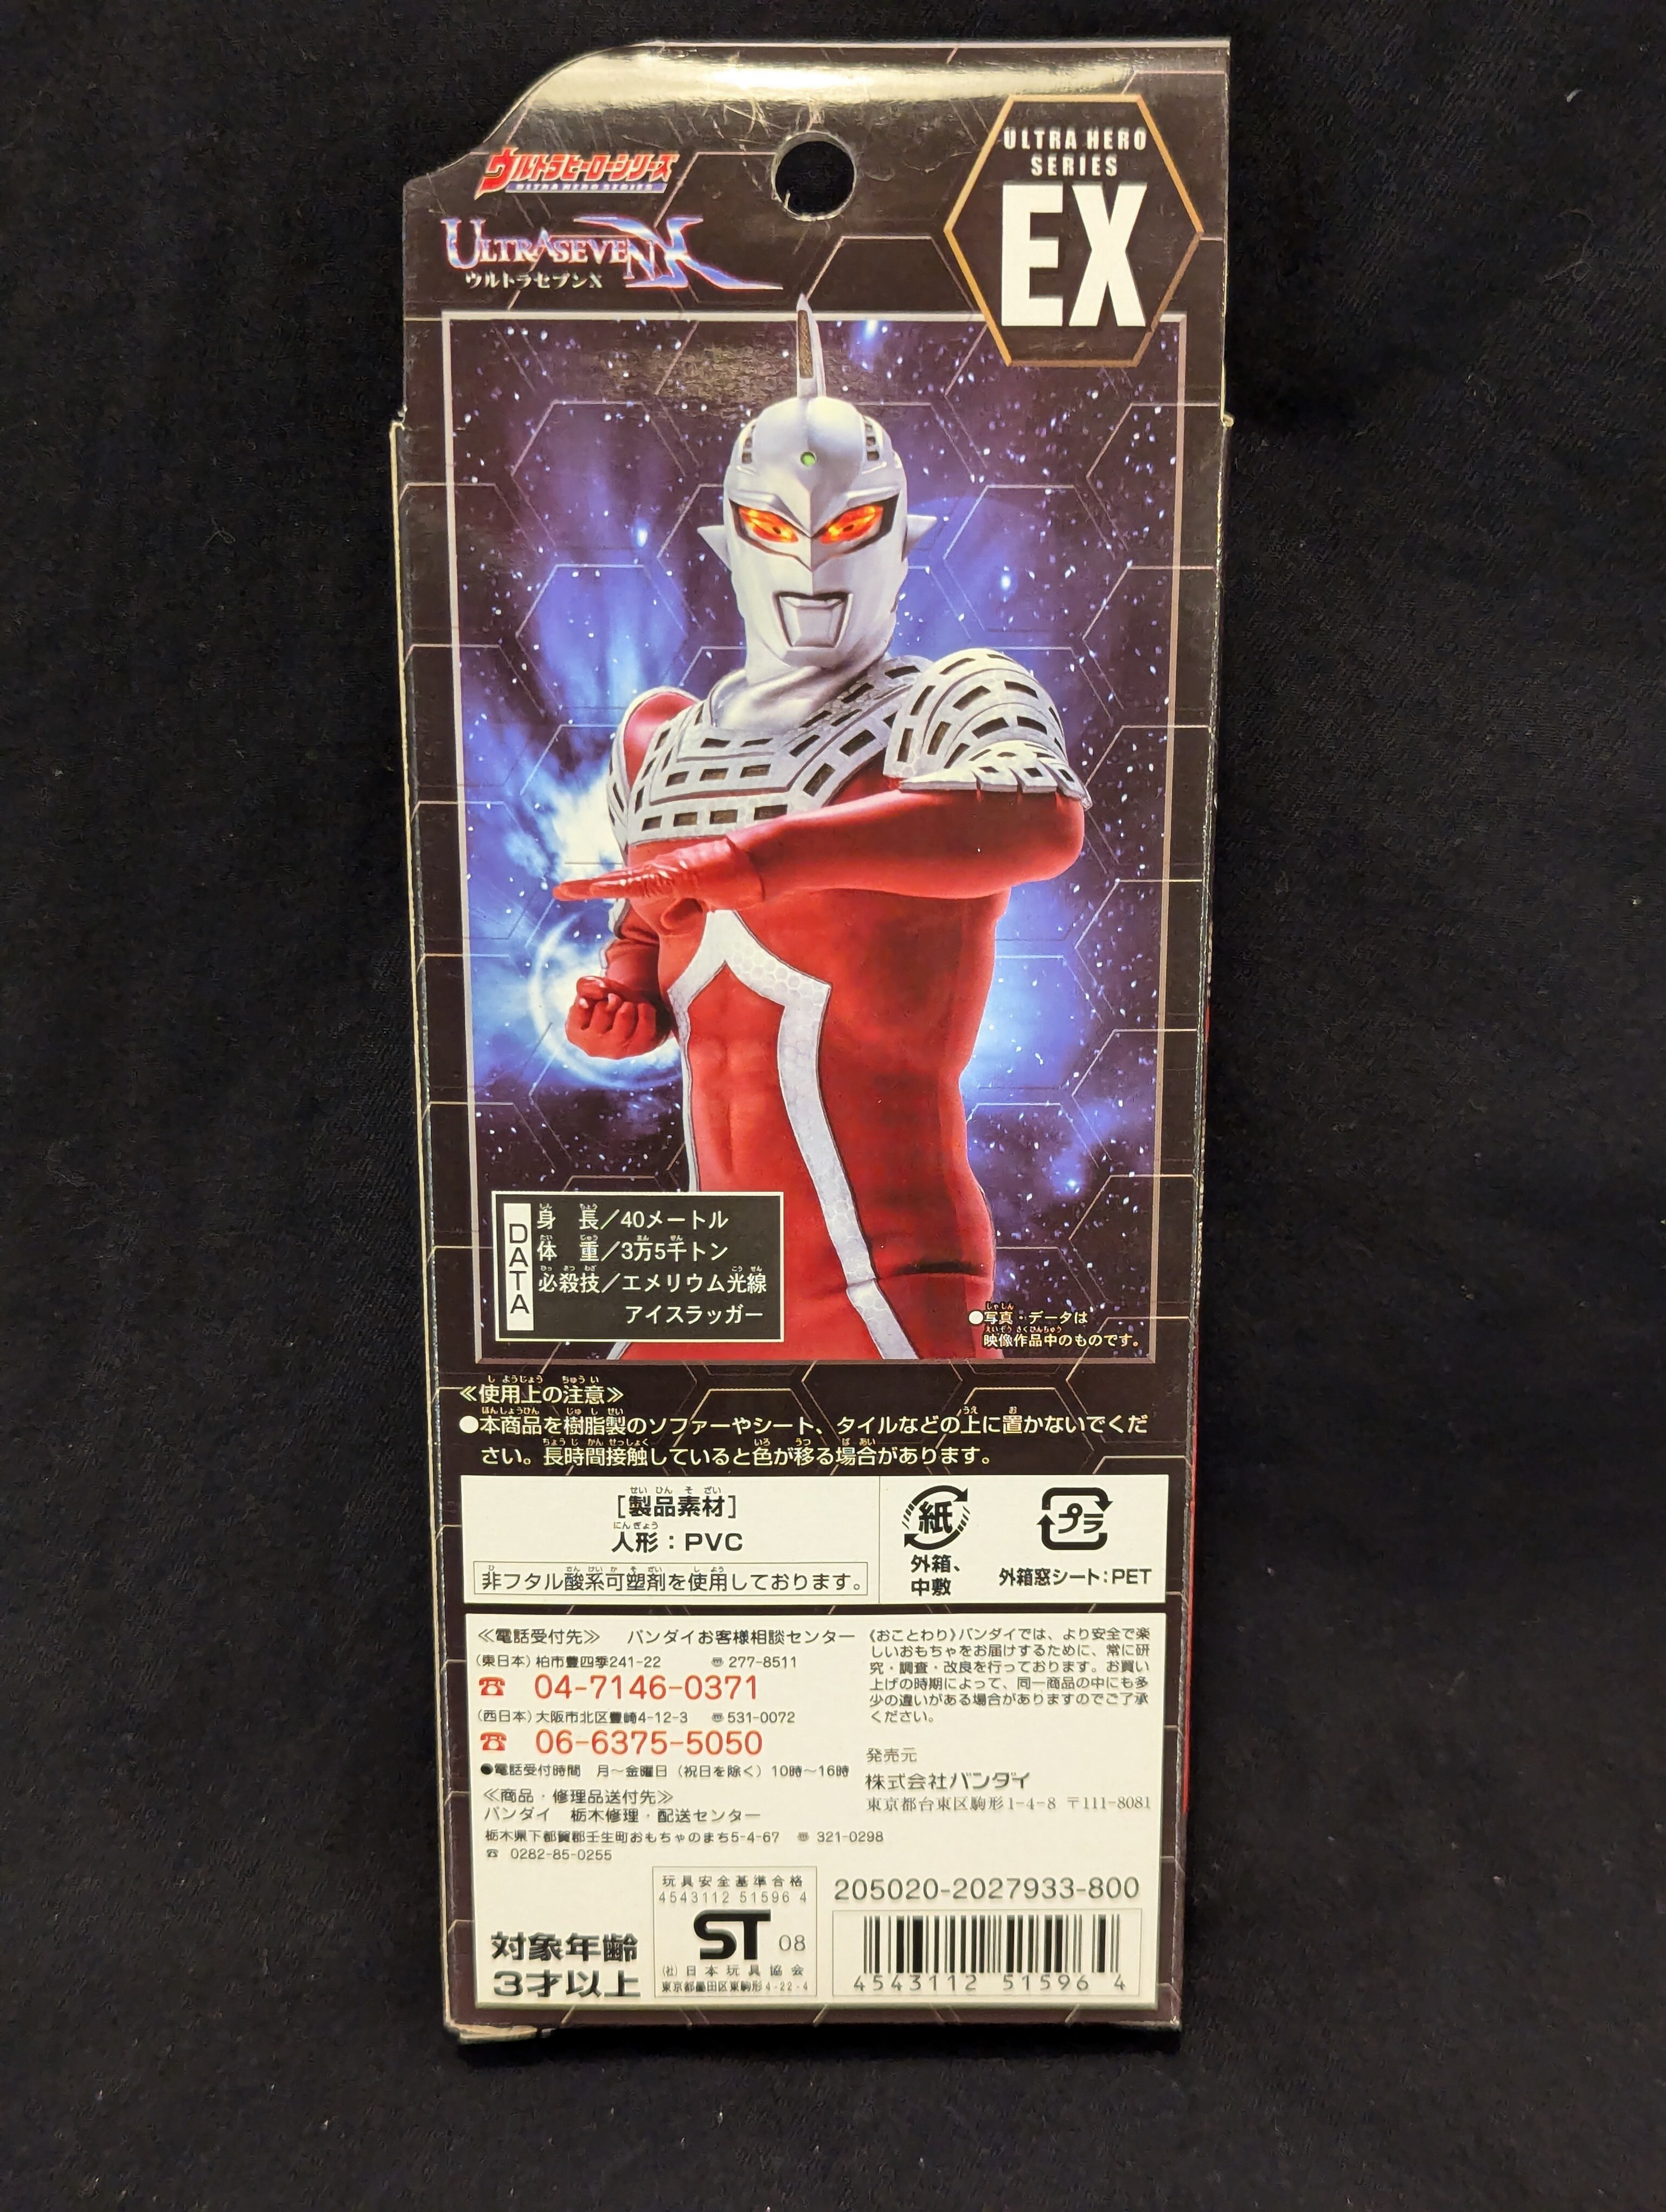 ウルトラヒーローシリーズ
ULTRA HERO SERIES
ULTRASEVEN X
ウルトラセブンX
ULTRA HERO
SERIES
EX
DATA
身長／40メートル
体重／3万5千トン
必殺技／エメリウム光線
アイスラッガー
●写真・データは
映像作品中のものです。
≪使用上の注意≫
●本商品を樹脂製のソファーやシート、タイルなどの上に置かないでくだ
さい。長時間接触していると色が移る場合があります。
[製品素材]
人形：PVC
非フタル酸系可塑剤を使用しております。
紙
外箱、
中敷
プラ
外箱窓シート：PET
≪電話受付先≫ バンダイお客様相談センター
(東日本) 柏市豊四季241-22 〠277-8511
☎ 04-7146-0371
(西日本) 大阪市北区豊崎4-12-3 〠531-0072
☎ 06-6375-5050
●電話受付時間 月～金曜日（祝日を除く）10時～16時
≪商品・修理品送付先≫
バンダイ 栃木修理・配送センター
栃木県下都賀郡壬生町おもちゃのまち5-4-67 〠321-0298
☎ 0282-85-0255
《おことわり》バンダイでは、より安全で楽
しいおもちゃをお届けするために、常に研
究・調査・改良を行っております。お買い
上げの時期によって、同一商品の中にも多
少の違いがある場合がありますのでご了承
ください。
発売元
株式会社バンダイ
東京都台東区駒形1-4-8 〒111-8081
対象年齢
3才以上
玩具安全基準合格
4543112 51596 4
ST 08
(社)日本玩具協会
東京都墨田区東駒形4-22-4
205020-2027933-800
4543112 51596 4